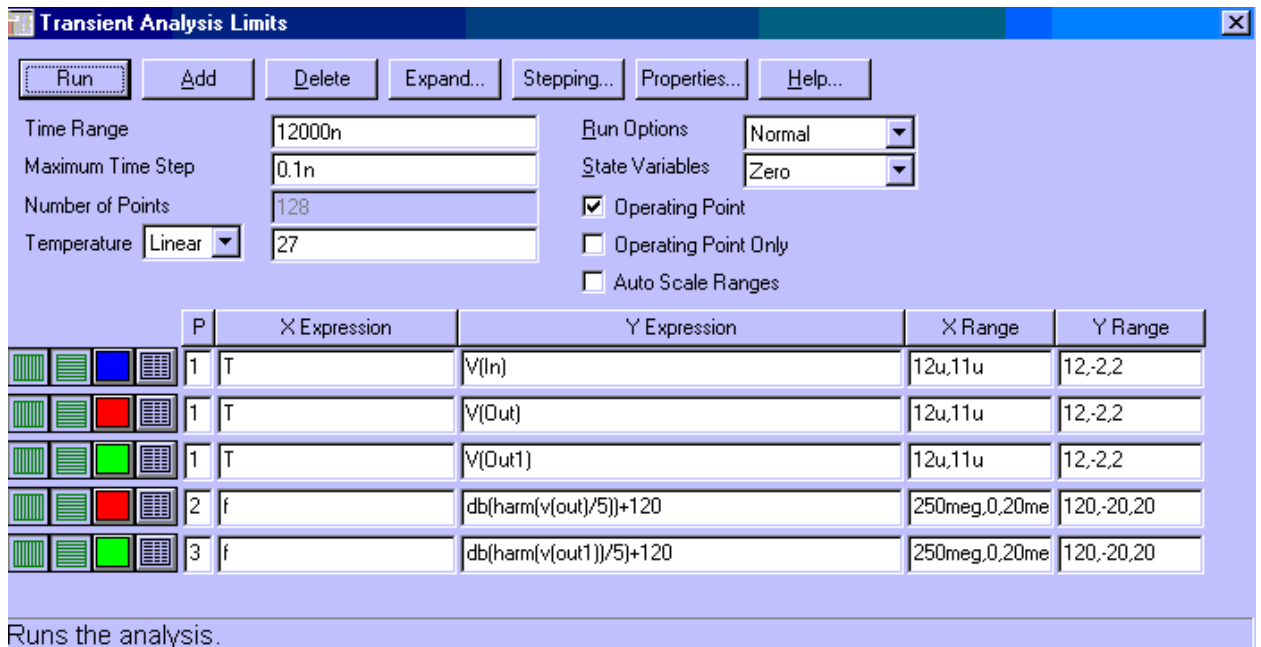 Transient Analysis Limits
Run Add Delete Expand... Stepping... Properties... Help...
Time Range 12000n Run Options Normal
Maximum Time Step 0.1n State Variables Zero
Number of Points 128 Operating Point
Temperature Linear 27 Operating Point Only
Auto Scale Ranges
P X Expression Y Expression X Range Y Range
1 T V(In) 12u,11u 12,-2,2
1 T V(Out) 12u,11u 12,-2,2
1 T V(Out1) 12u,11u 12,-2,2
2 f db(harm(v(out)/5))+120 250meg,0,20me 120,-20,20
3 f db(harm(v(out1))/5)+120 250meg,0,20me 120,-20,20
Runs the analysis.